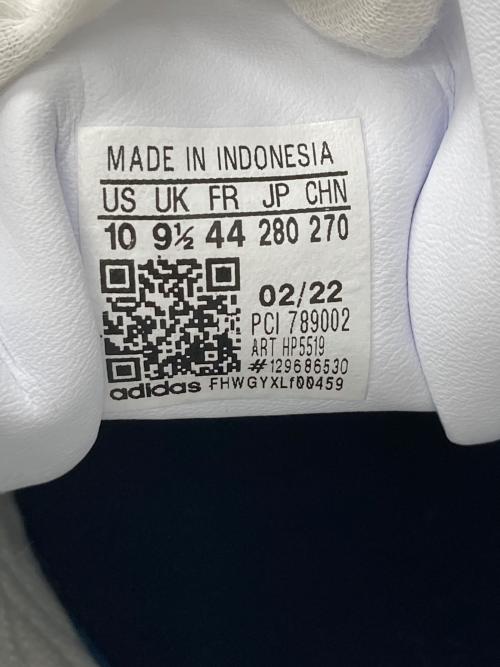 MADE IN INDONESIA
US UK FR JP CHN
10 9½ 44 280 270
02/22
PCI 789002
ART HP5519
#129686530
adidas FHWGYXLf00459